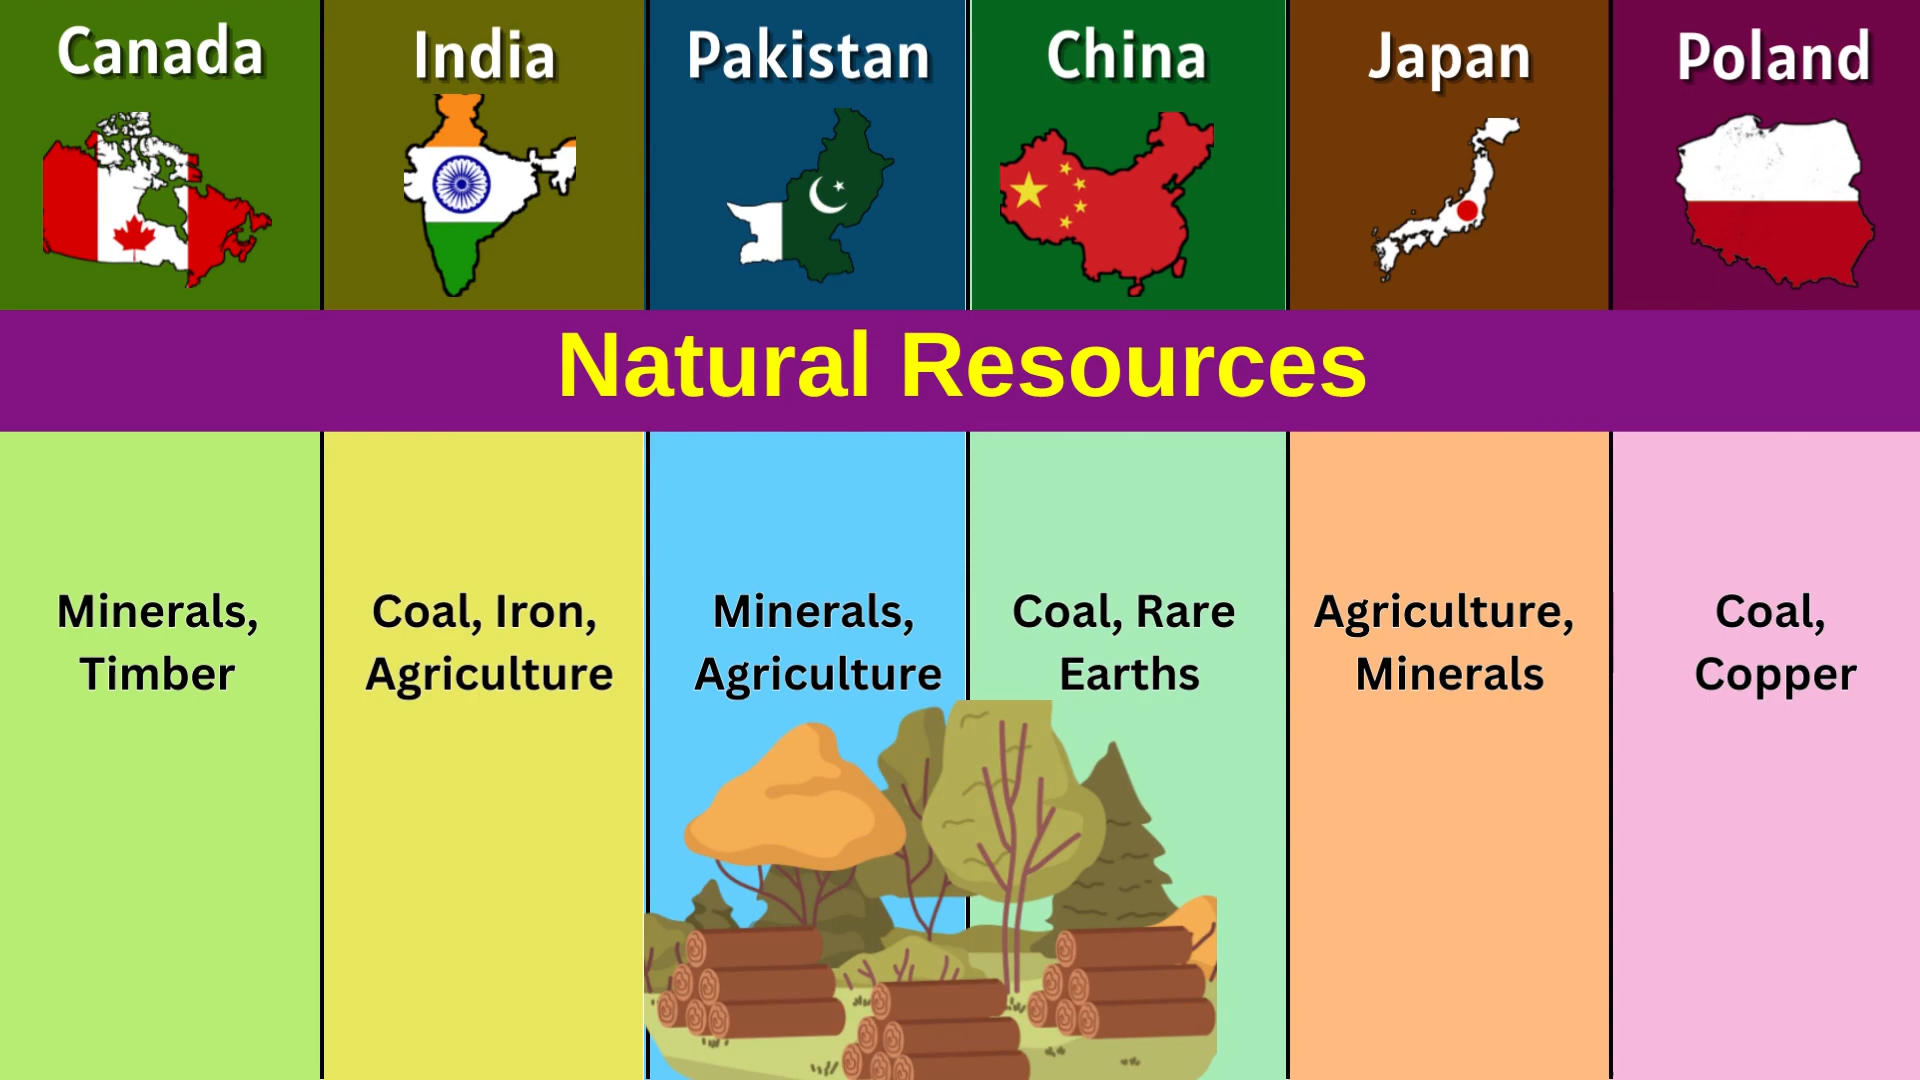 Canada
India
Pakistan
China
Japan
Poland
Natural Resources
Minerals,
Timber
Coal, Iron,
Agriculture
Minerals,
Agriculture
Coal, Rare
Earths
Agriculture,
Minerals
Coal,
Copper